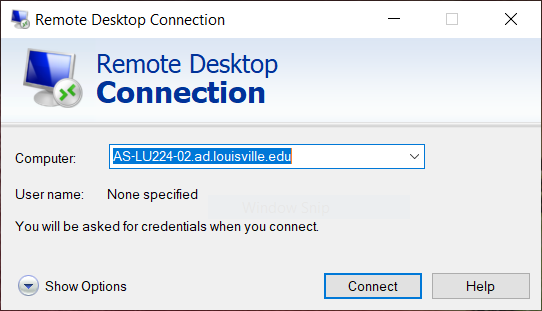 Remote Desktop Connection
Remote Desktop
Connection
Computer: AS-LU224-02.ad.louisville.edu
User name: None specified
Window Snip
You will be asked for credentials when you connect.
Show Options Connect Help